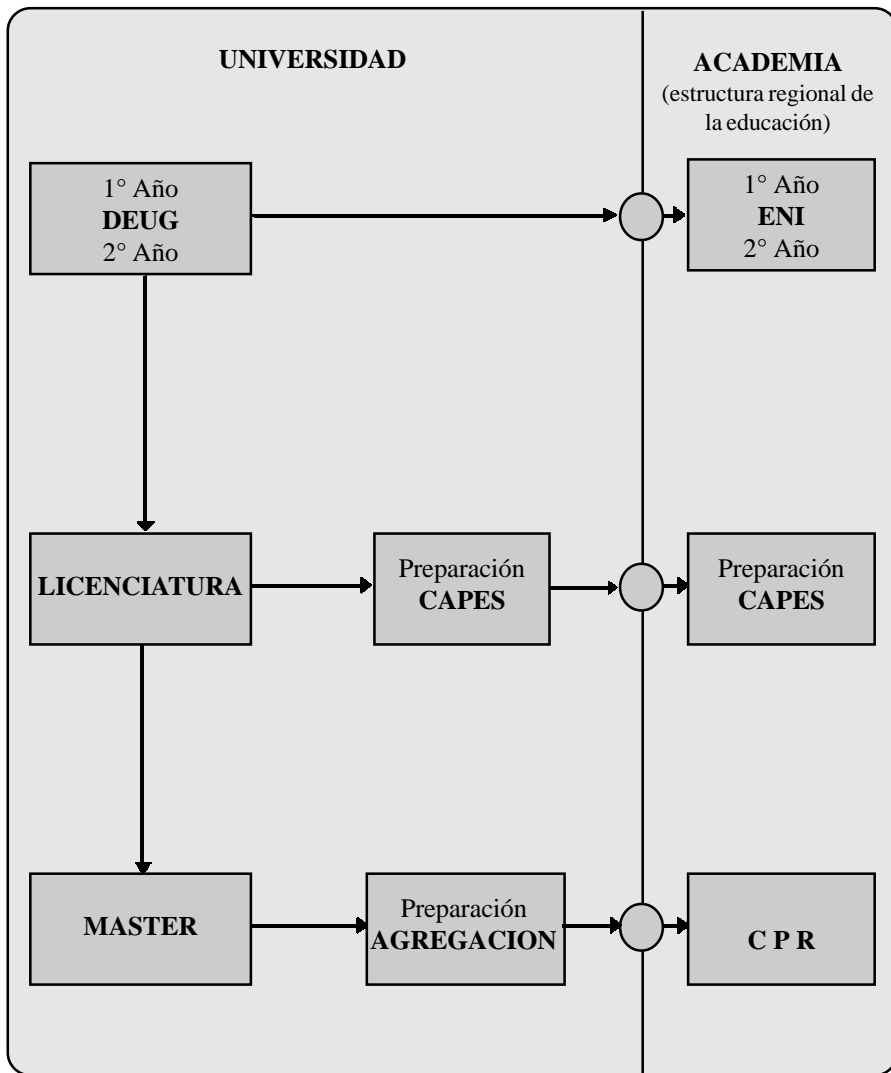 UNIVERSIDAD
ACADEMIA
(estructura regional de
la educación)
1° Año
DEUG
2° Año
1° Año
ENI
2° Año
LICENCIATURA
Preparación
CAPES
Preparación
CAPES
MASTER
Preparación
AGREGACION
C P R